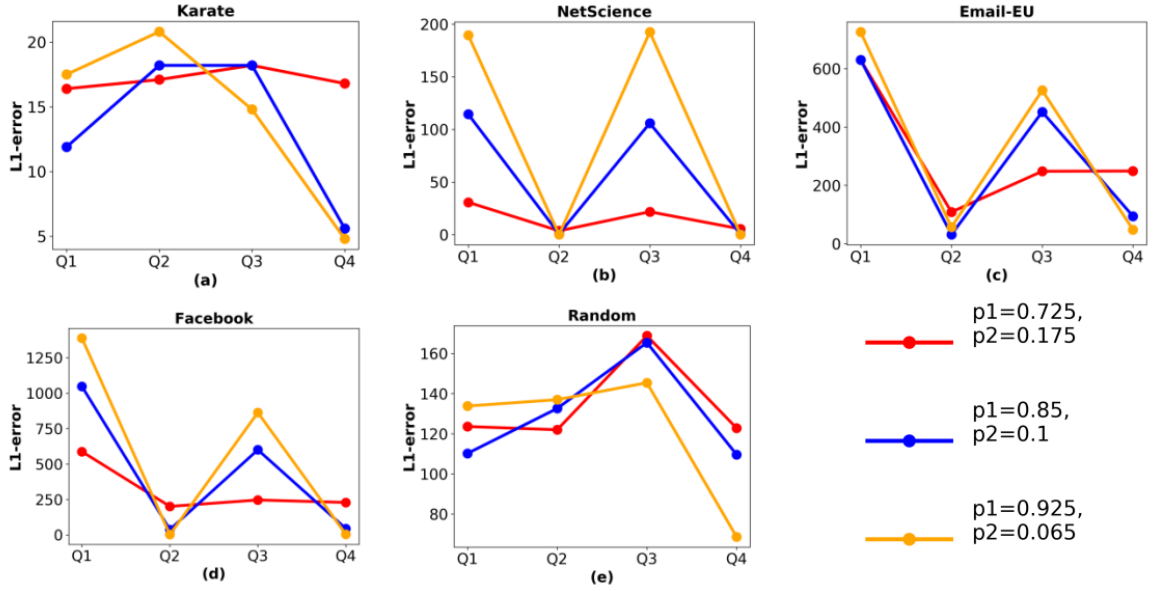 Karate
L1-error
20
15
10
5
Q1 Q2 Q3 Q4
(a)
NetScience
L1-error
200
150
100
50
0
Q1 Q2 Q3 Q4
(b)
Email-EU
L1-error
600
400
200
0
Q1 Q2 Q3 Q4
(c)
Facebook
L1-error
1250
1000
750
500
250
0
Q1 Q2 Q3 Q4
(d)
Random
L1-error
160
140
120
100
80
Q1 Q2 Q3 Q4
(e)
p1=0.725,
p2=0.175
p1=0.85,
p2=0.1
p1=0.925,
p2=0.065